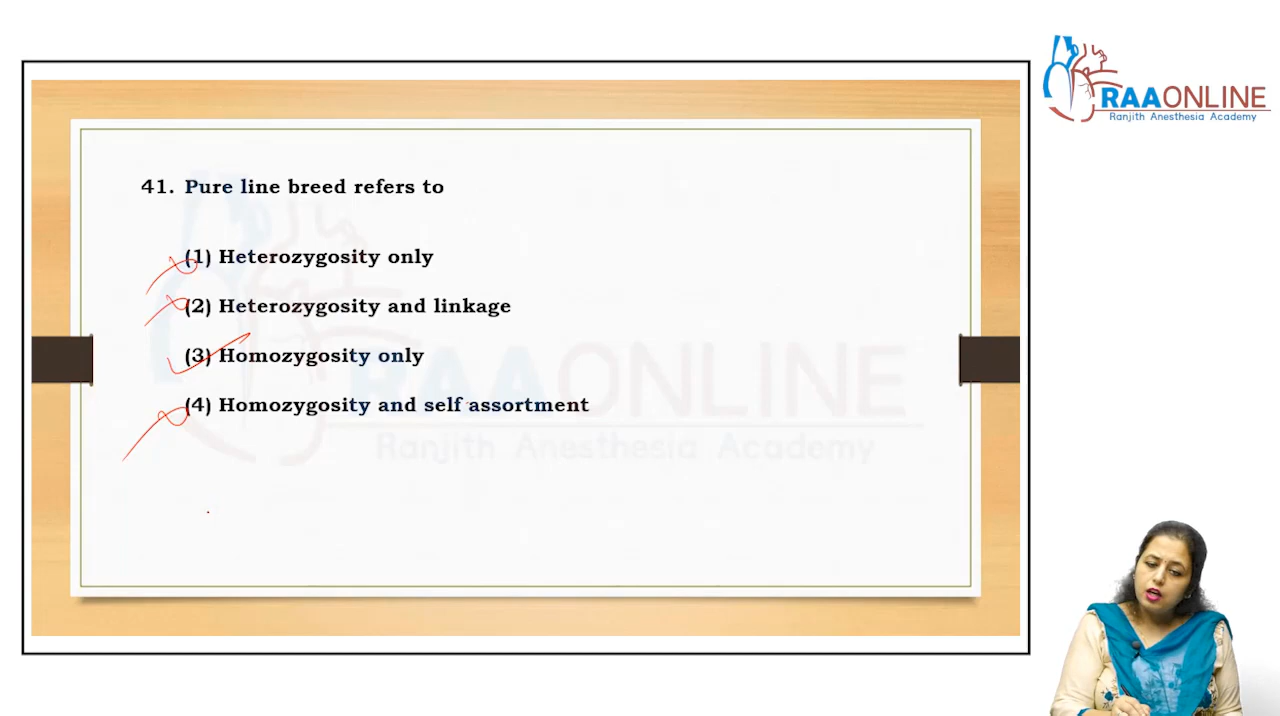 RAAONLINE
Ranjith Anesthesia Academy
41. Pure line breed refers to
(1) Heterozygosity only
(2) Heterozygosity and linkage
(3) Homozygosity only
(4) Homozygosity and self assortment
RAAONLINE
Ranjith Anesthesia Academy